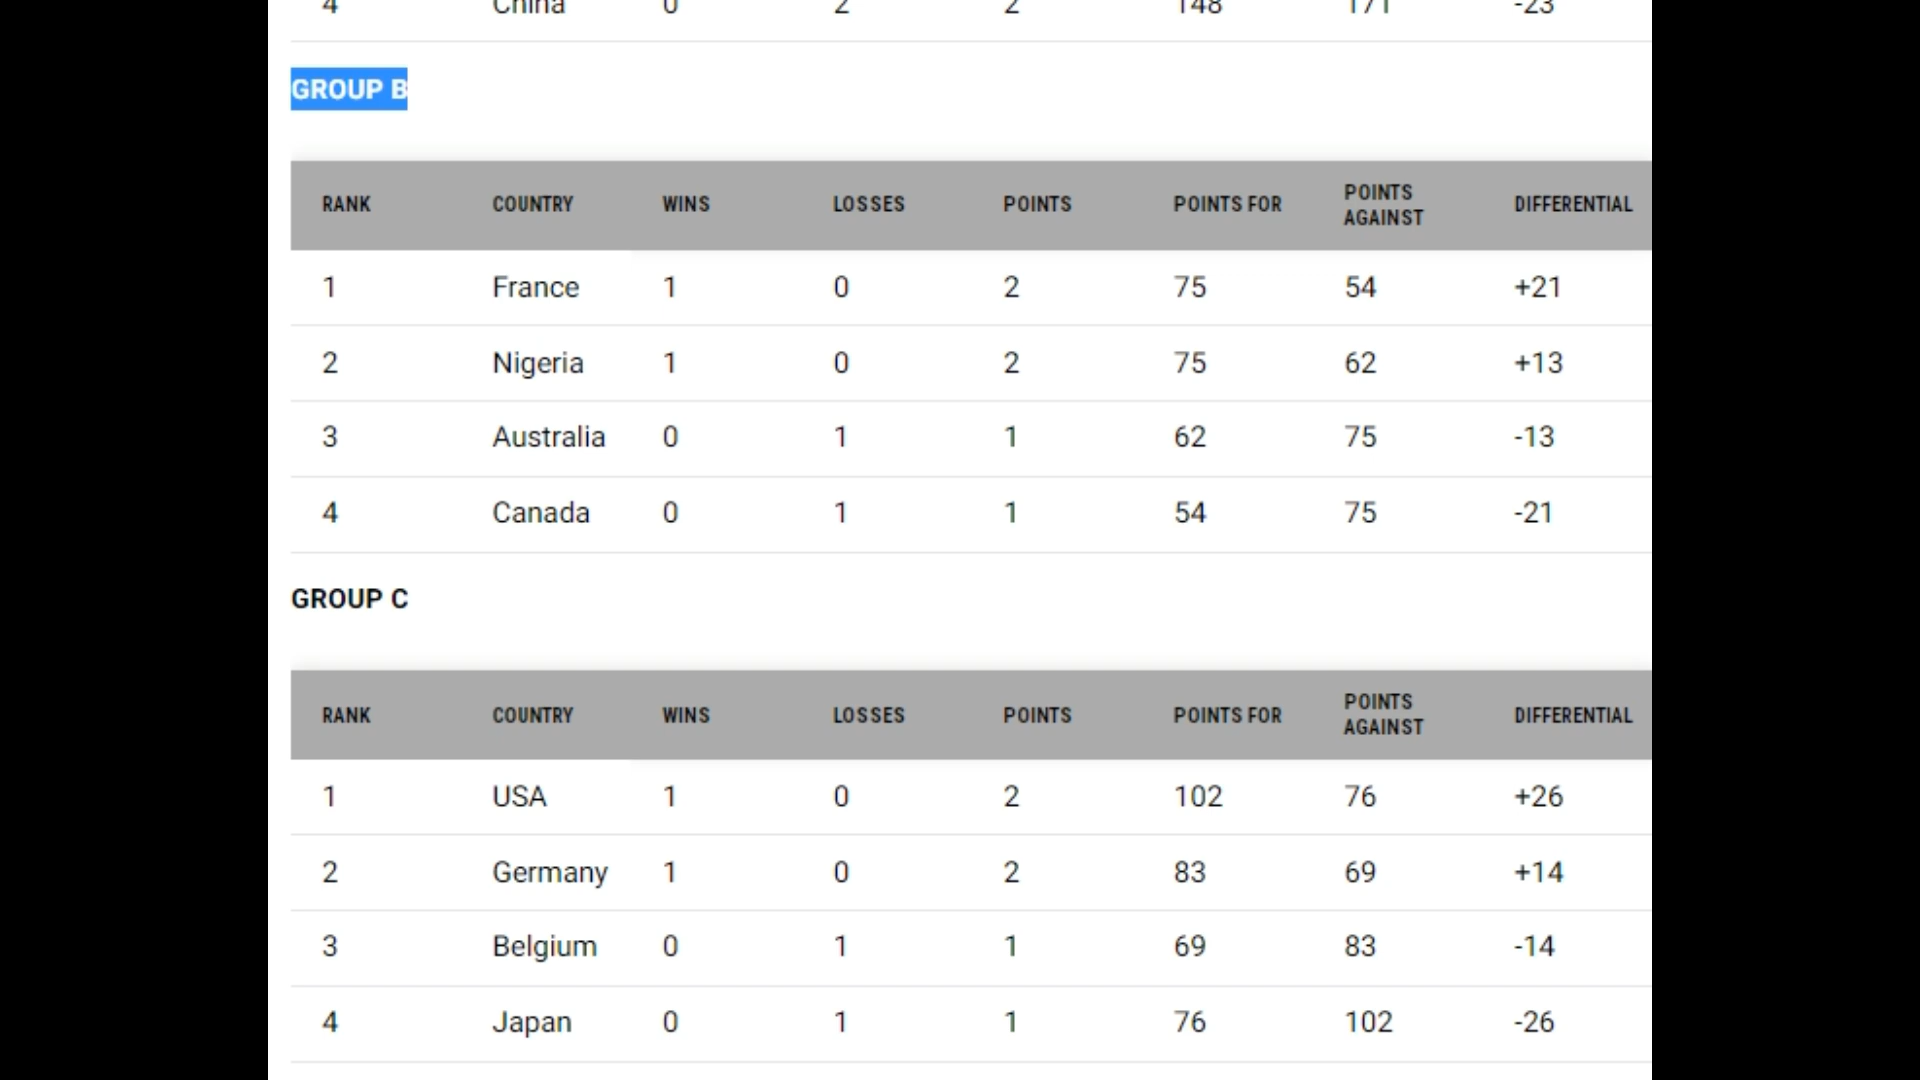 4 China 0 2 2 148 171 -23
GROUP B
RANK COUNTRY WINS LOSSES POINTS POINTS FOR POINTS AGAINST DIFFERENTIAL
1 France 1 0 2 75 54 +21
2 Nigeria 1 0 2 75 62 +13
3 Australia 0 1 1 62 75 -13
4 Canada 0 1 1 54 75 -21
GROUP C
RANK COUNTRY WINS LOSSES POINTS POINTS FOR POINTS AGAINST DIFFERENTIAL
1 USA 1 0 2 102 76 +26
2 Germany 1 0 2 83 69 +14
3 Belgium 0 1 1 69 83 -14
4 Japan 0 1 1 76 102 -26